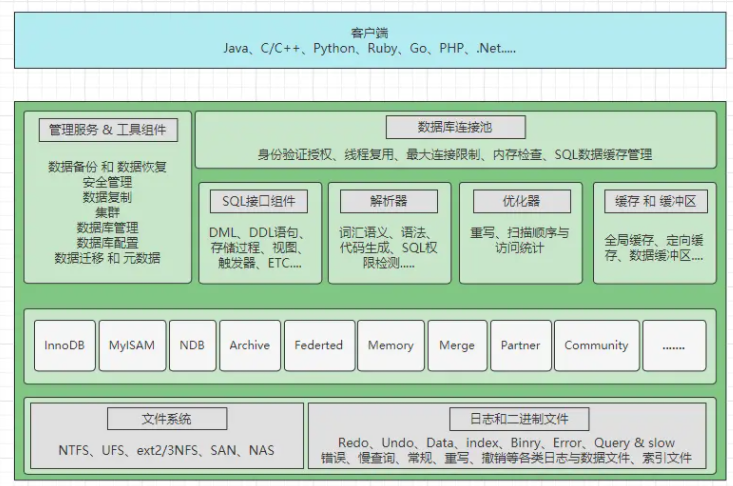 客户端
Java、C/C++、Python、Ruby、Go、PHP、.Net.....
管理服务 & 工具组件
数据备份 和 数据恢复
安全管理
数据复制
集群
数据库管理
数据库配置
数据迁移 和 元数据
数据库连接池
身份验证授权、线程复用、最大连接限制、内存检查、SQL数据缓存管理
SQL接口组件
DML、DDL语句、
存储过程、视图、
触发器、ETC....
解析器
词汇语义、语法、
代码生成、SQL权
限检测.....
优化器
重写、扫描顺序与
访问统计
缓存 和 缓冲区
全局缓存、定向缓
存、数据缓冲区....
InnoDB
MyISAM
NDB
Archive
Federted
Memory
Merge
Partner
Community
.......
文件系统
NTFS、UFS、ext2/3NFS、SAN、NAS
日志和二进制文件
Redo、Undo、Data、index、Binry、Error、Query & slow
错误、慢查询、常规、重写、撤销等各类日志与数据文件、索引文件